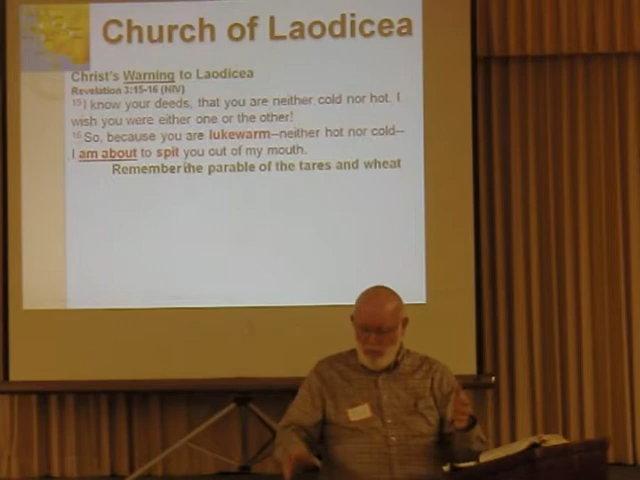 Church of Laodicea
Christ's Warning to Laodicea
Revelation 3:15-16 (NIV)
15 I know your deeds, that you are neither cold nor hot. I
wish you were either one or the other!
16 So, because you are lukewarm--neither hot nor cold--
I am about to spit you out of my mouth.
Remember the parable of the tares and wheat